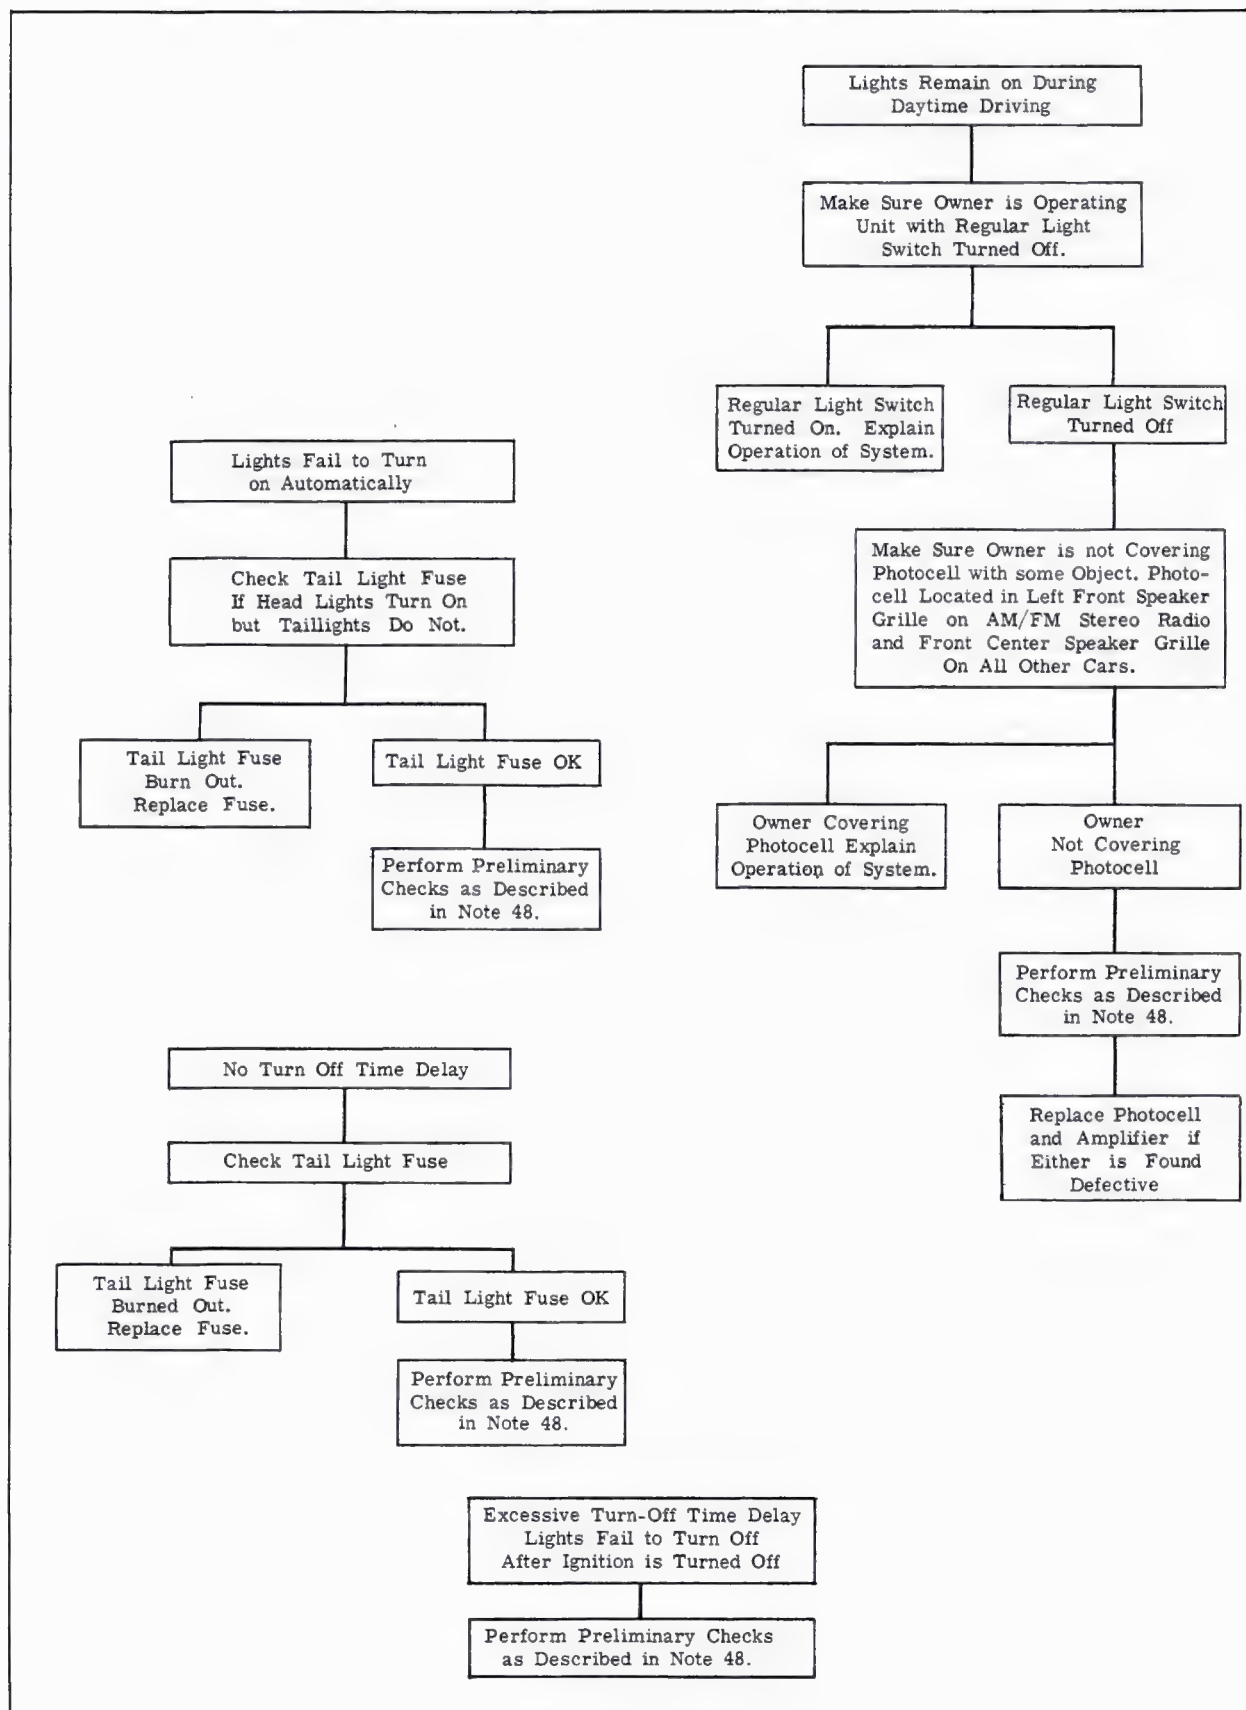 Lights Remain on During
Daytime Driving
Make Sure Owner is Operating
Unit with Regular Light
Switch Turned Off.
Regular Light Switch
Turned On. Explain
Operation of System.
Regular Light Switch
Turned Off
Make Sure Owner is not Covering
Photocell with some Object. Photo-
cell Located in Left Front Speaker
Grille on AM/FM Stereo Radio
and Front Center Speaker Grille
On All Other Cars.
Owner Covering
Photocell Explain
Operation of System.
Owner
Not Covering
Photocell
Perform Preliminary
Checks as Described
in Note 48.
Replace Photocell
and Amplifier if
Either is Found
Defective
Lights Fail to Turn
on Automatically
Check Tail Light Fuse
If Head Lights Turn On
but Taillights Do Not.
Tail Light Fuse
Burn Out.
Replace Fuse.
Tail Light Fuse OK
Perform Preliminary
Checks as Described
in Note 48.
No Turn Off Time Delay
Check Tail Light Fuse
Tail Light Fuse
Burned Out.
Replace Fuse.
Tail Light Fuse OK
Perform Preliminary
Checks as Described
in Note 48.
Excessive Turn-Off Time Delay
Lights Fail to Turn Off
After Ignition is Turned Off
Perform Preliminary Checks
as Described in Note 48.